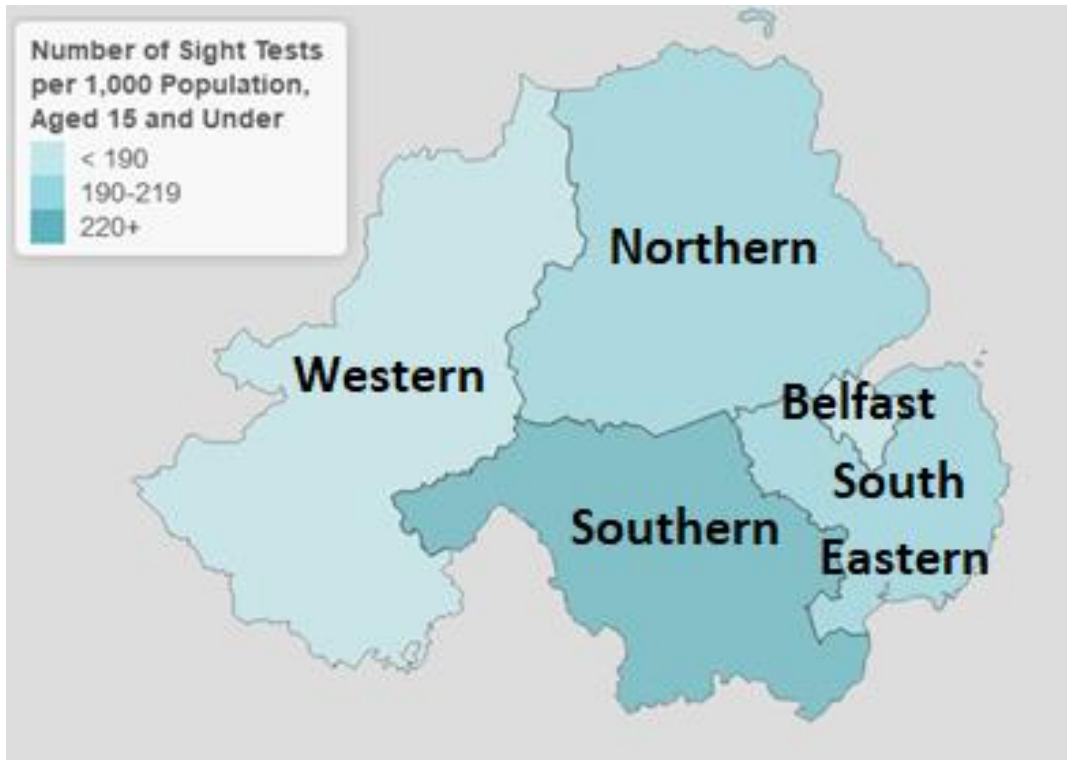 Number of Sight Tests
per 1,000 Population,
Aged 15 and Under
< 190
190-219
220+
Northern
Western
Belfast
South
Eastern
Southern